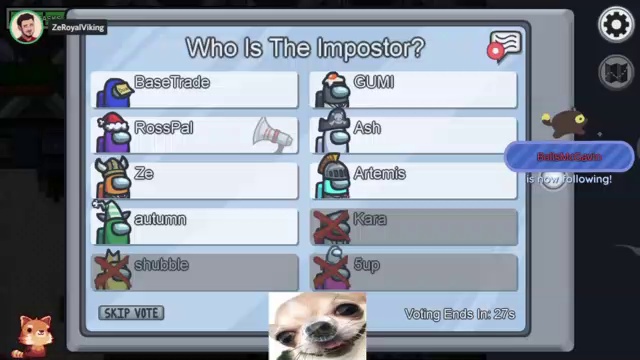 ZeRoyalViking
Who Is The Impostor?
BaseTrade
GUMI
RossPal
Ash
Ze
Artemis
autumn
Kara
shubble
5up
is now following!
SKIP VOTE
Voting Ends In: 27s